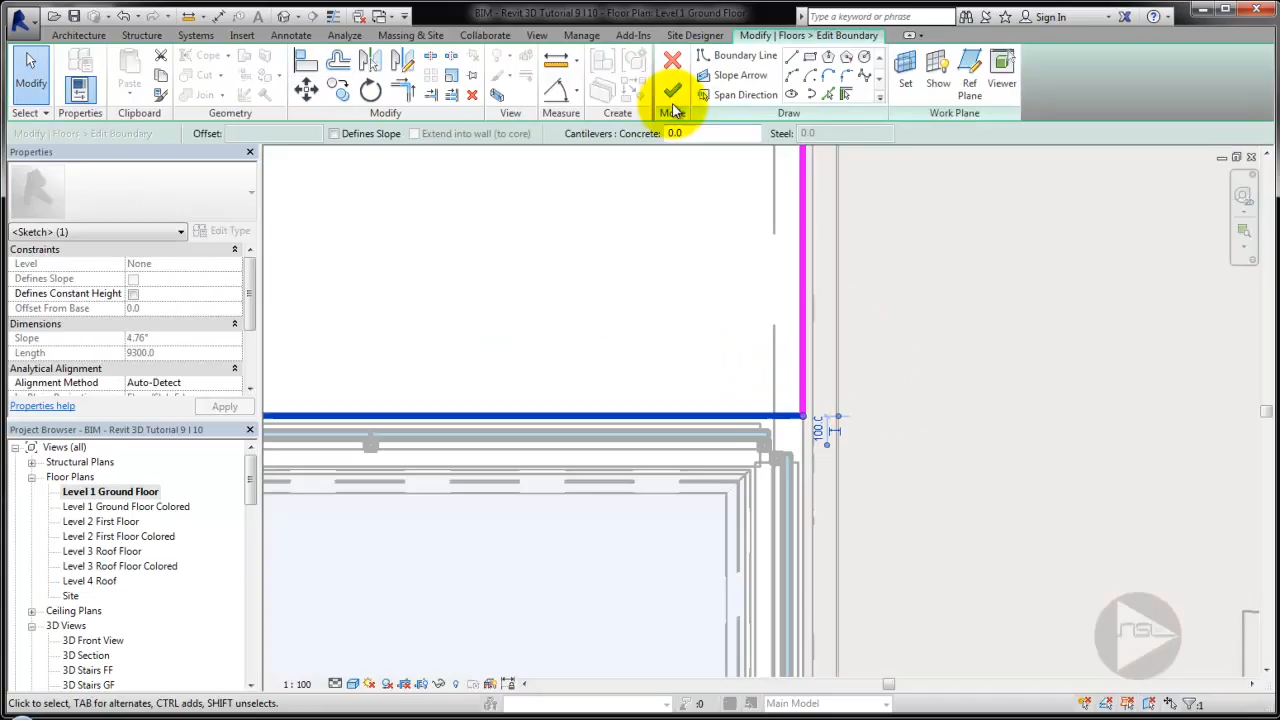 BIM - Revit 3D Tutorial 9 I 10 - Floor Plan: Level 1 Ground Floor
Type a keyword or phrase
Sign In
Architecture
Systems
Insert
Annotate
Analyze
Massing & Site
Collaborate
View
Manage
Add-Ins
Site Designer
Modify | Floors > Edit Boundary
Modify
Paste
Cope
Cut
Join
Boundary Line
Slope Arrow
Span Direction
Set
Show
Ref
Plane
Viewer
Select
Properties
Clipboard
Geometry
Modify
View
Measure
Create
Mode
Draw
Work Plane
Modify | Floors > Edit Boundary
Offset:
Defines Slope
Extend into wall (to core)
Cantilevers : Concrete:
0.0
Steel:
0.0
Properties
<Sketch> (1)
Edit Type
Constraints
Level
None
Defines Slope
Defines Constant Height
Offset From Base
0.0
Dimensions
Slope
4.76°
Length
9300.0
Analytical Alignment
Alignment Method
Auto-Detect
Properties help
Apply
Project Browser - BIM - Revit 3D Tutorial 9 I 10
Views (all)
Structural Plans
Floor Plans
Level 1 Ground Floor
Level 1 Ground Floor Colored
Level 2 First Floor
Level 2 First Floor Colored
Level 3 Roof Floor
Level 3 Roof Floor Colored
Level 4 Roof
Site
Ceiling Plans
3D Views
3D Front View
3D Section
3D Stairs FF
3D Stairs GF
1 : 100
Click to select, TAB for alternates, CTRL adds, SHIFT unselects.
:0
Main Model
:1
nsl